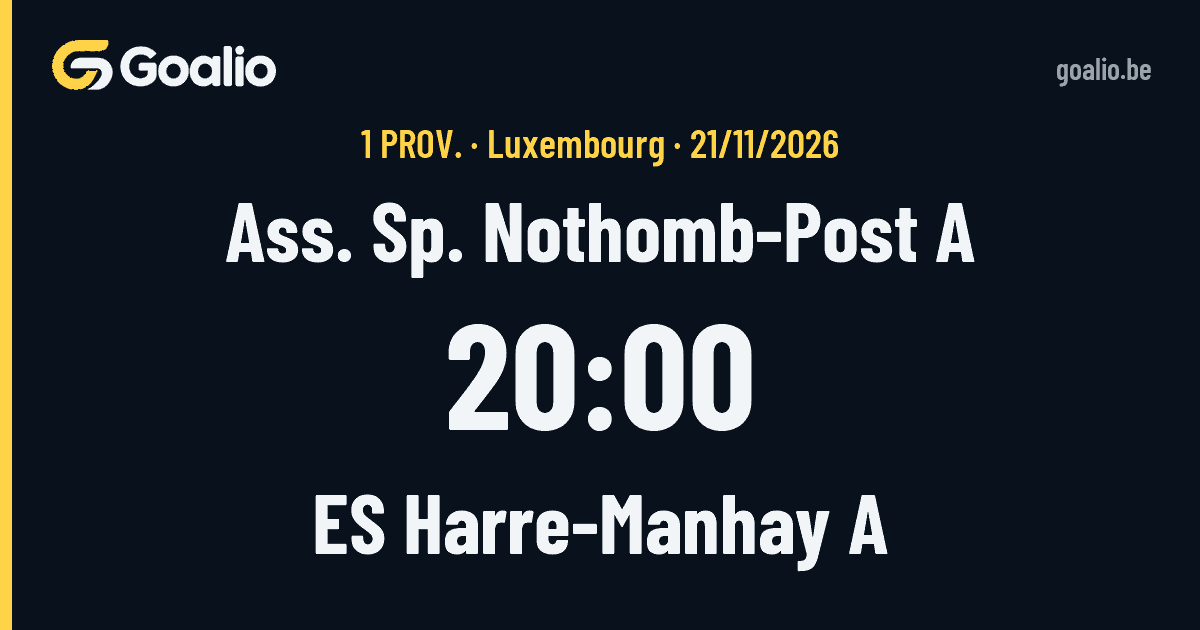 Goalio
goalio.be
1 PROV. · Luxembourg · 21/11/2026
Ass. Sp. Nothomb-Post A
20:00
ES Harre-Manhay A